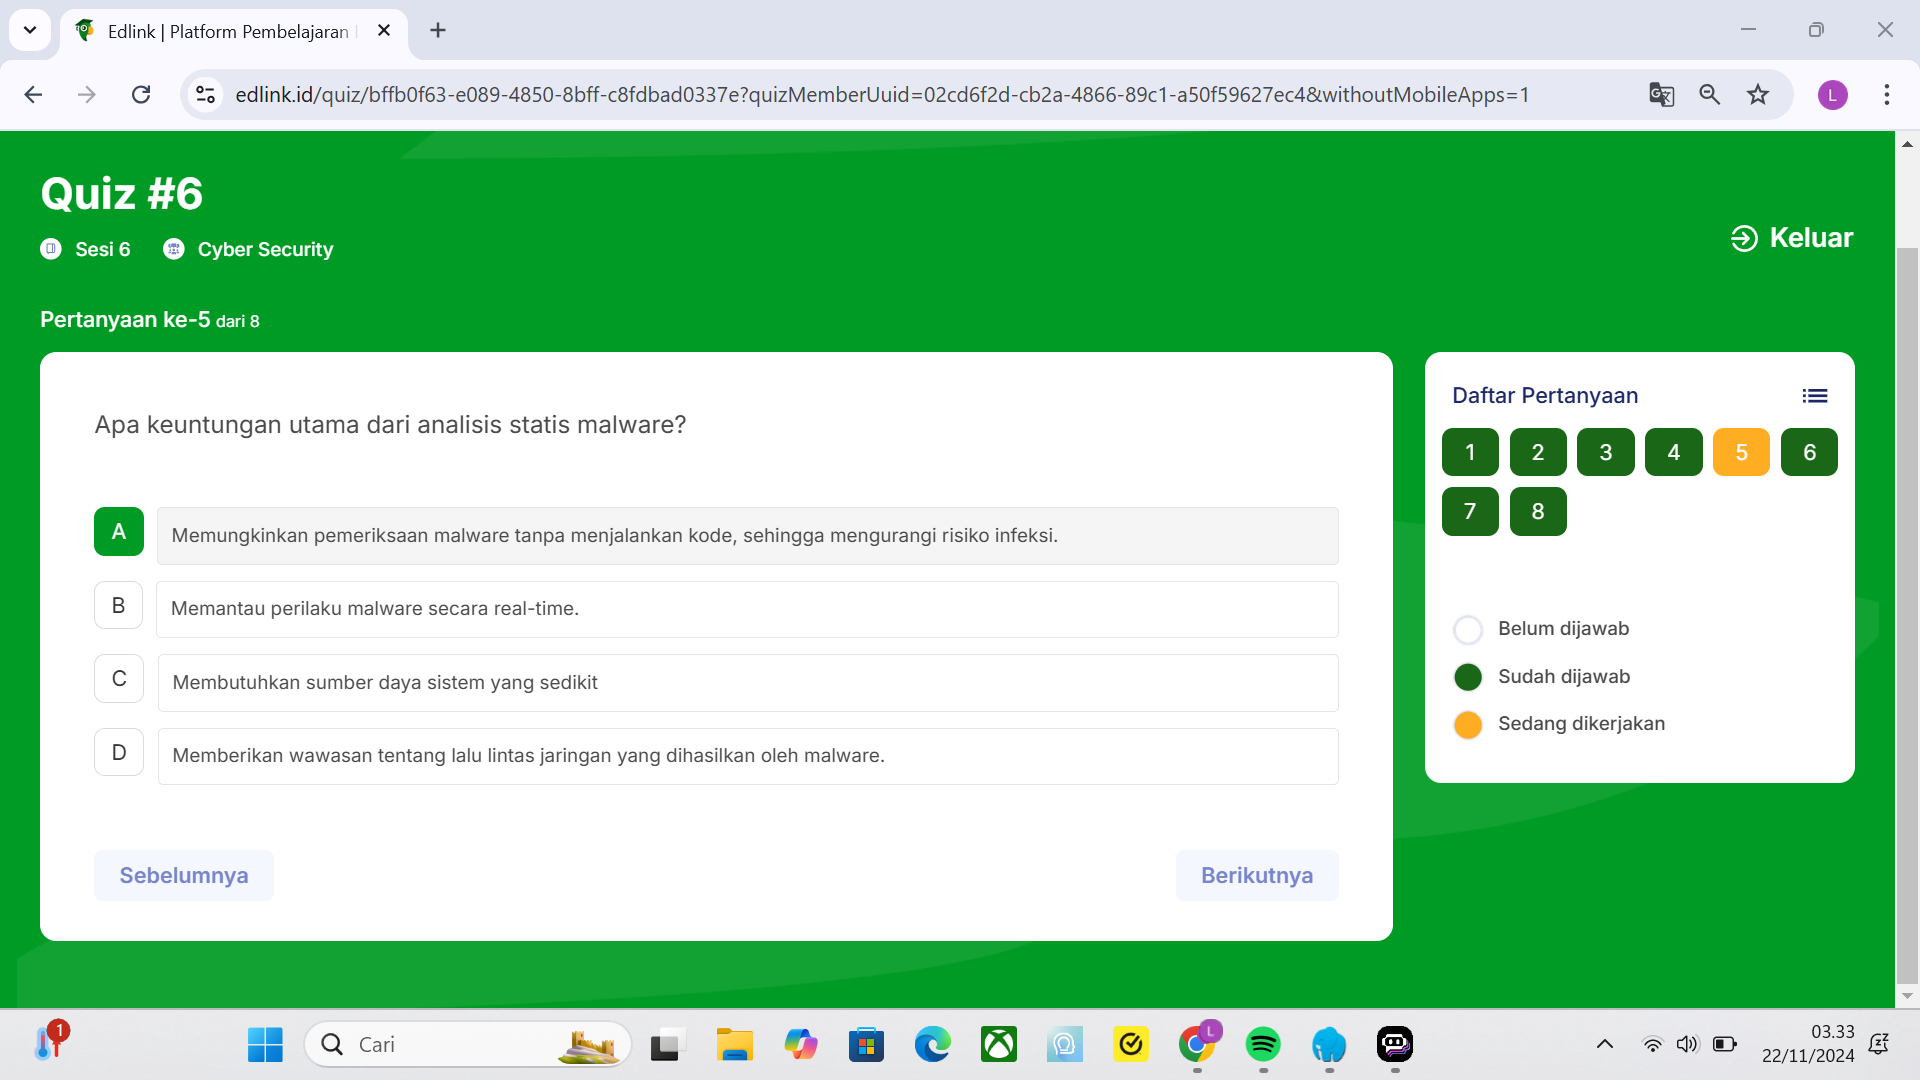 Edlink | Platform Pembelajaran
edlink.id/quiz/bffb0f63-e089-4850-8bff-c8fdbad0337e?quizMemberUuid=02cd6f2d-cb2a-4866-89c1-a50f59627ec4&withoutMobileApps=1
L
Quiz #6
Sesi 6
Cyber Security
Keluar
Pertanyaan ke-5 dari 8
Apa keuntungan utama dari analisis statis malware?
A Memungkinkan pemeriksaan malware tanpa menjalankan kode, sehingga mengurangi risiko infeksi.
B Memantau perilaku malware secara real-time.
C Membutuhkan sumber daya sistem yang sedikit
D Memberikan wawasan tentang lalu lintas jaringan yang dihasilkan oleh malware.
Sebelumnya
Berikutnya
Daftar Pertanyaan
1 2 3 4 5 6
7 8
Belum dijawab
Sudah dijawab
Sedang dikerjakan
1
Cari
L
03.33
22/11/2024